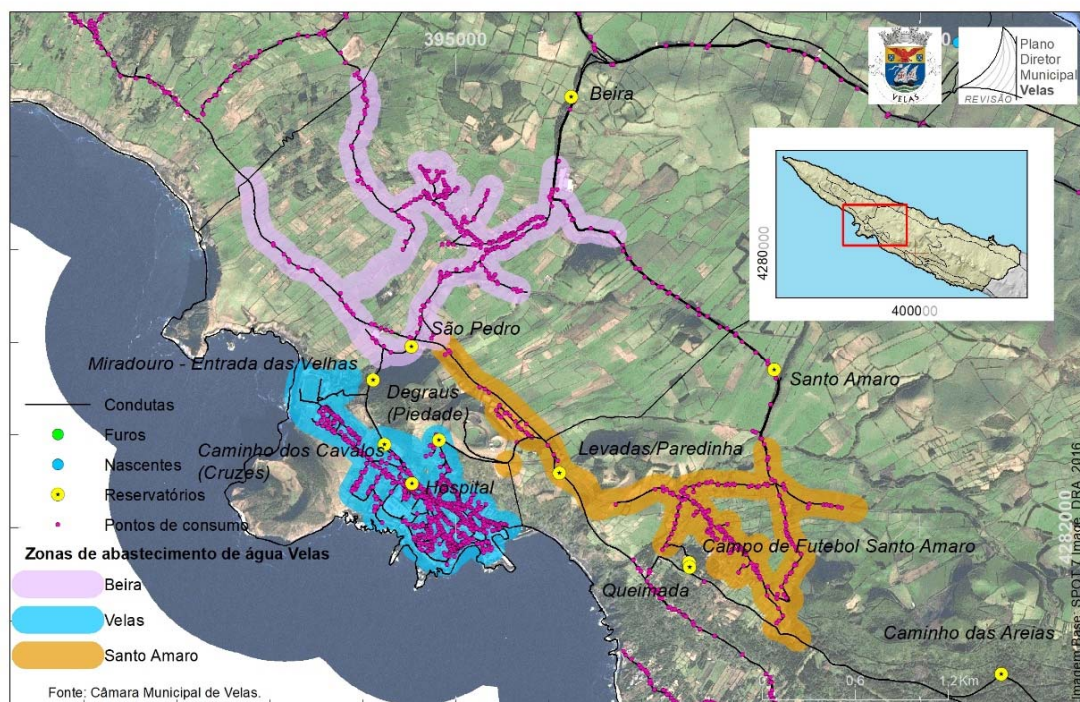 395000
0
VELAS
Plano
Diretor
Municipal
Velas
REVISÃO
Beira
4280000
400000
São Pedro
Miradouro - Entrada das Velhas
Degraus
(Piedade)
Santo Amaro
Condutas
Furos
Nascentes
Reservatórios
Pontos de consumo
Caminho dos Cavalos
(Cruzes)
Levadas/Paredinha
Hospital
Zonas de abastecimento de água Velas
Beira
Velas
Santo Amaro
Campo de Futebol Santo Amaro
Queimada
Caminho das Areias
4282000
Imagem Base: SPOT 7 Image, DRA 2016
0 0,6 1,2 Km
Fonte: Câmara Municipal de Velas.